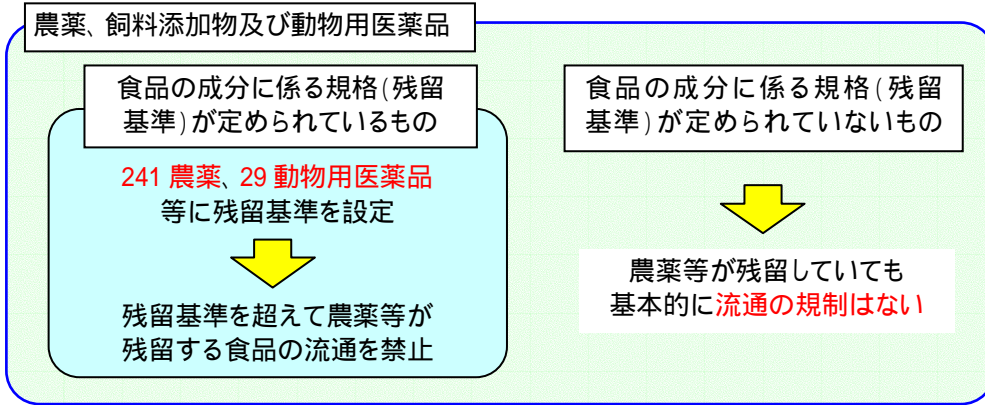 農薬、飼料添加物及び動物用医薬品
食品の成分に係る規格(残留
基準)が定められているもの
241 農薬、29 動物用医薬品
等に残留基準を設定
残留基準を超えて農薬等が
残留する食品の流通を禁止
食品の成分に係る規格(残留
基準)が定められていないもの
農薬等が残留していても
基本的に流通の規制はない